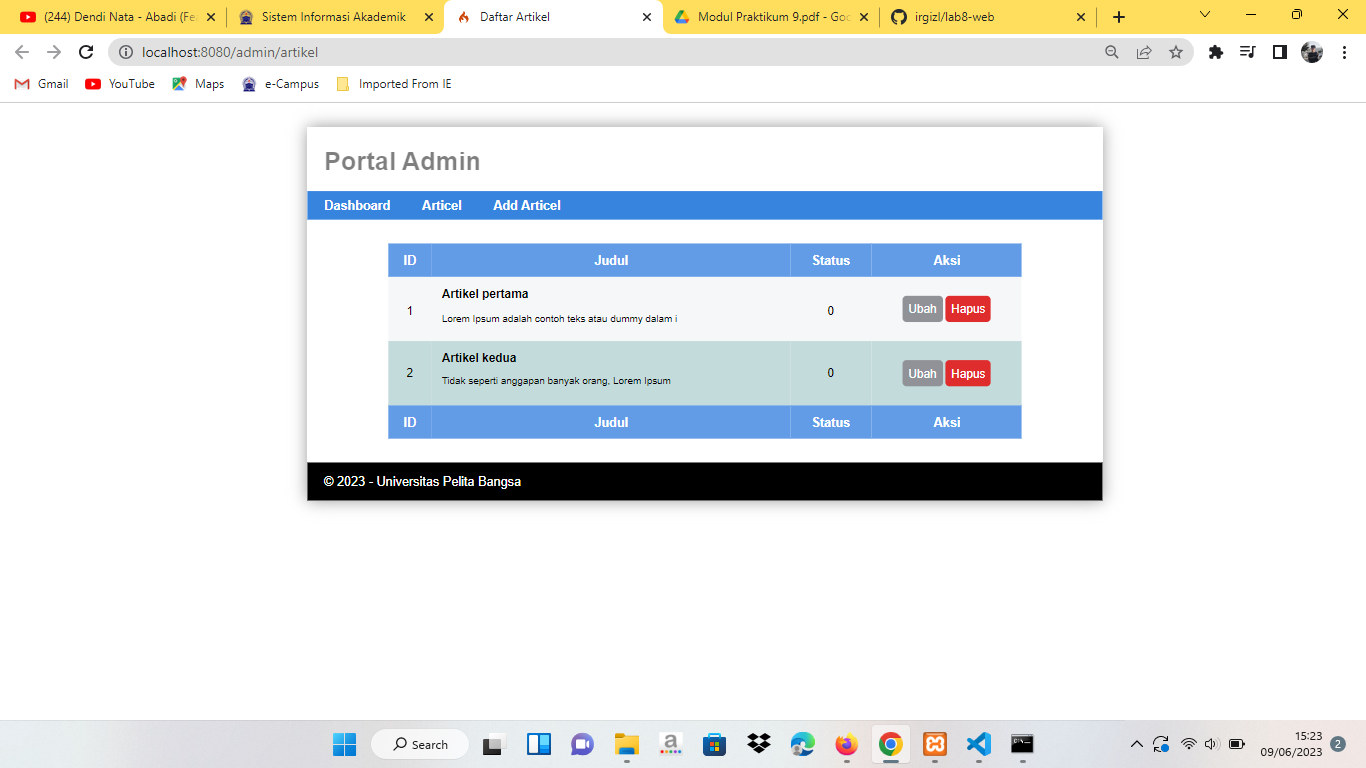 (244) Dendi Nata - Abadi (Fe
Sistem Informasi Akademik
Daftar Artikel
Modul Praktikum 9.pdf - Goo
irgizl/lab8-web
localhost:8080/admin/artikel
Gmail
YouTube
Maps
e-Campus
Imported From IE
Portal Admin
Dashboard Articel Add Articel
ID Judul Status Aksi
Artikel pertama
1 0 Ubah Hapus
Lorem Ipsum adalah contoh teks atau dummy dalam i
Artikel kedua
2 0 Ubah Hapus
Tidak seperti anggapan banyak orang, Lorem Ipsum
ID Judul Status Aksi
© 2023 - Universitas Pelita Bangsa
Search
15:23
09/06/2023
2